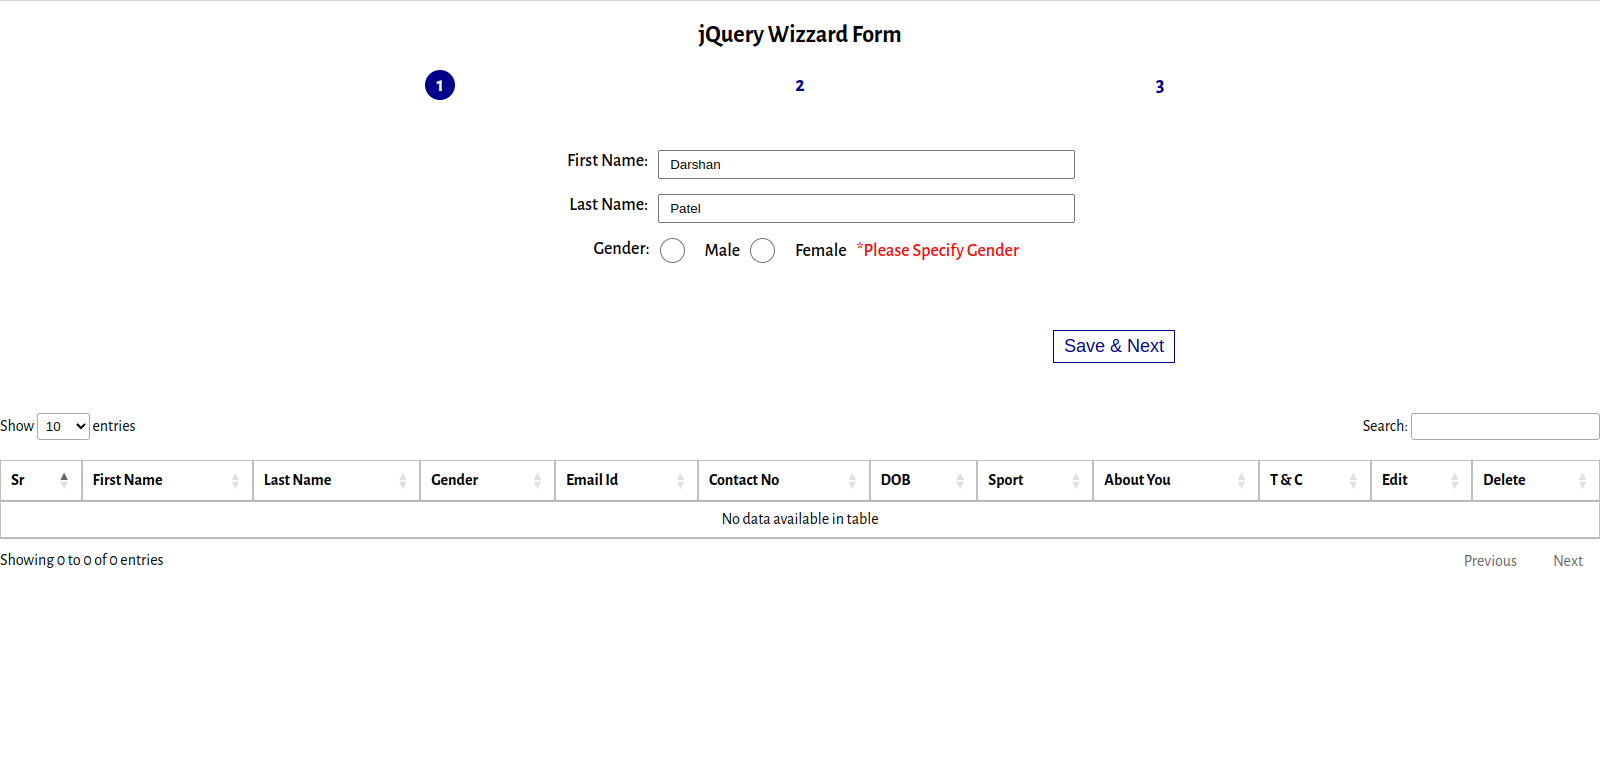 jQuery Wizzard Form
1 2 3
First Name: Darshan
Last Name: Patel
Gender: Male Female *Please Specify Gender
Save & Next
Show 10 entries Search:
Sr First Name Last Name Gender Email Id Contact No DOB Sport About You T & C Edit Delete
No data available in table
Showing 0 to 0 of 0 entries Previous Next